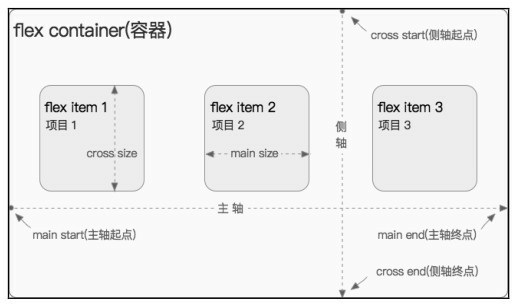 flex container(容器)
cross start(侧轴起点)
flex item 1
项目 1
flex item 2
项目 2
flex item 3
项目 3
侧轴
cross size
main size
主 轴
main start(主轴起点)
main end(主轴终点)
cross end(侧轴终点)